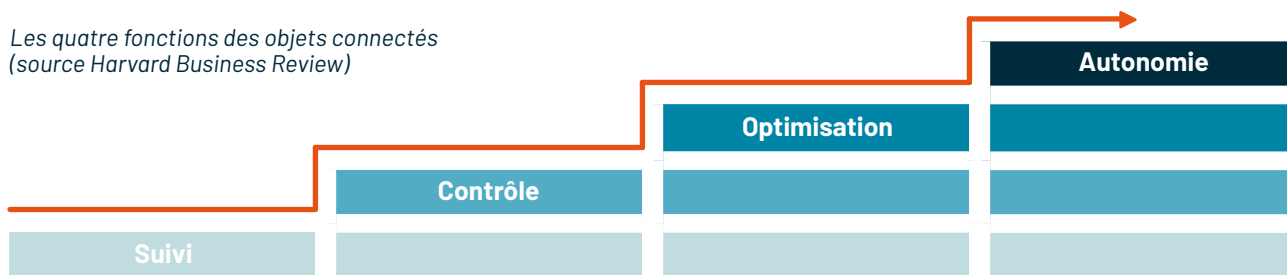 Les quatre fonctions des objets connectés
(source Harvard Business Review)
Autonomie
Optimisation
Contrôle
Suivi